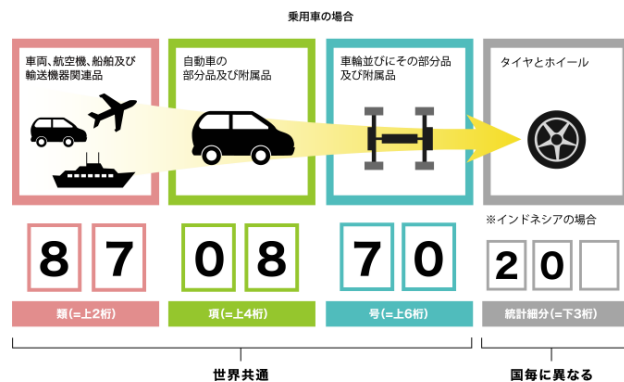 乗用車の場合
車両、航空機、船舶及び
輸送機器関連品
自動車の
部分品及び附属品
車輪並びにその部分品
及び附属品
タイヤとホイール
※インドネシアの場合
8 7
0 8
7 0
2 0
類(=上2桁)
項(=上4桁)
号(=上6桁)
統計細分(=下3桁)
世界共通
国毎に異なる